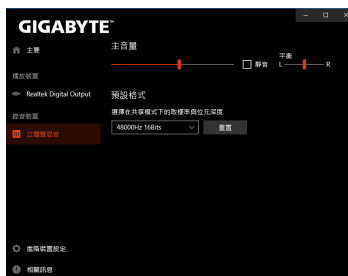 GIGABYTE™
主要
播放裝置
Realtek Digital Output
錄音裝置
立體聲混音
進階裝置設定
相關訊息
主音量
靜音
平衡
L
R
預設格式
選擇在共享模式下的取樣率與位元深度
48000Hz 16Bits
重置